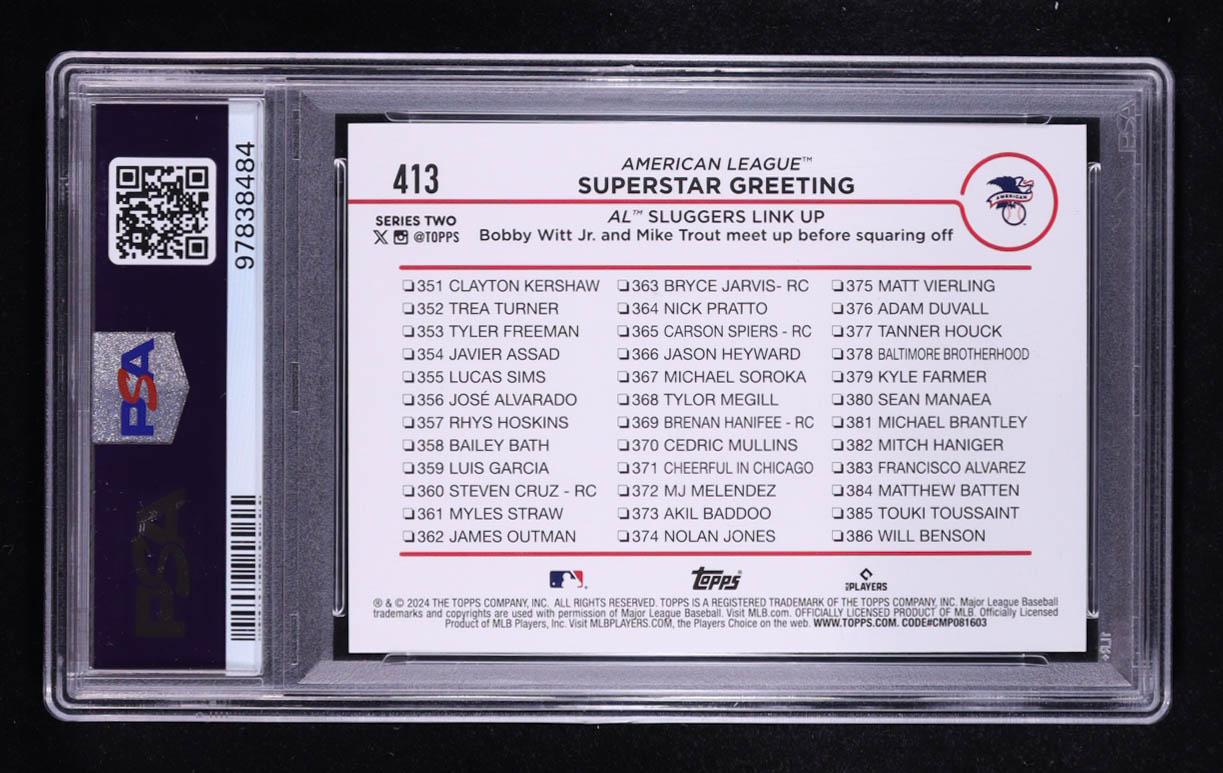 97838484
PSA
PSA
413
AMERICAN LEAGUE™
SUPERSTAR GREETING
AMERICAN
SERIES TWO
@TOPPS
AL™ SLUGGERS LINK UP
Bobby Witt Jr. and Mike Trout meet up before squaring off
351 CLAYTON KERSHAW
352 TREA TURNER
353 TYLER FREEMAN
354 JAVIER ASSAD
355 LUCAS SIMS
356 JOSÉ ALVARADO
357 RHYS HOSKINS
358 BAILEY BATH
359 LUIS GARCIA
360 STEVEN CRUZ - RC
361 MYLES STRAW
362 JAMES OUTMAN
363 BRYCE JARVIS- RC
364 NICK PRATTO
365 CARSON SPIERS - RC
366 JASON HEYWARD
367 MICHAEL SOROKA
368 TYLOR MEGILL
369 BRENAN HANIFEE - RC
370 CEDRIC MULLINS
371 CHEERFUL IN CHICAGO
372 MJ MELENDEZ
373 AKIL BADDOO
374 NOLAN JONES
375 MATT VIERLING
376 ADAM DUVALL
377 TANNER HOUCK
378 BALTIMORE BROTHERHOOD
379 KYLE FARMER
380 SEAN MANAEA
381 MICHAEL BRANTLEY
382 MITCH HANIGER
383 FRANCISCO ALVAREZ
384 MATTHEW BATTEN
385 TOUKI TOUSSAINT
386 WILL BENSON
Topps
PLAYERS
® & © 2024 THE TOPPS COMPANY, INC. ALL RIGHTS RESERVED. TOPPS IS A REGISTERED TRADEMARK OF THE TOPPS COMPANY, INC. Major League Baseball
trademarks and copyrights are used with permission of Major League Baseball. Visit MLB.com. OFFICIALLY LICENSED PRODUCT OF MLB. Officially Licensed
Product of MLB Players, Inc. Visit MLBPLAYERS.COM, the Players Choice on the web. WWW.TOPPS.COM. CODE#CMP081603
PSA